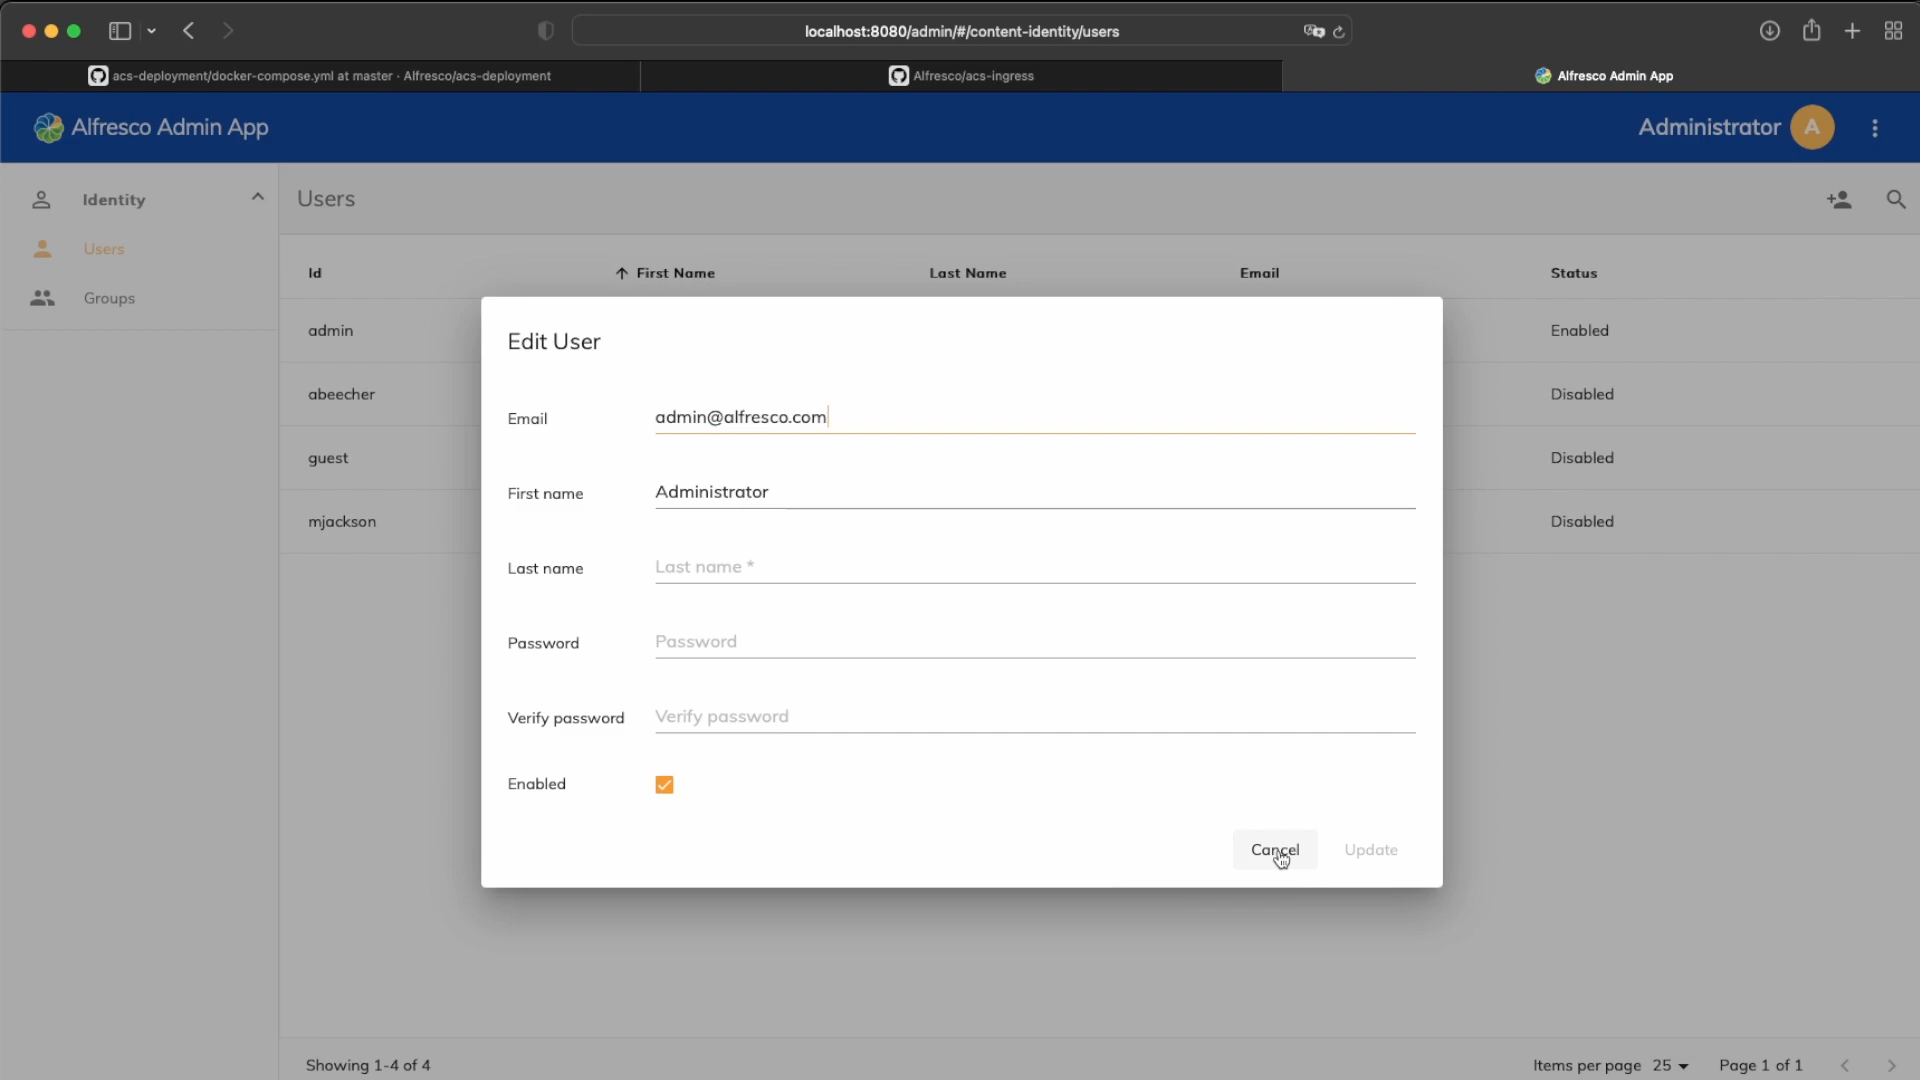 localhost:8080/admin/#/content-identity/users
acs-deployment/docker-compose.yml at master · Alfresco/acs-deployment
Alfresco/acs-ingress
Alfresco Admin App
Alfresco Admin App
Administrator
A
Identity
Users
Groups
Users
Id
First Name
Last Name
Email
Status
admin
Enabled
abeecher
Disabled
guest
Disabled
mjackson
Disabled
Edit User
Email
admin@alfresco.com
First name
Administrator
Last name
Last name *
Password
Password
Verify password
Verify password
Enabled
Cancel
Update
Showing 1-4 of 4
Items per page 25
Page 1 of 1